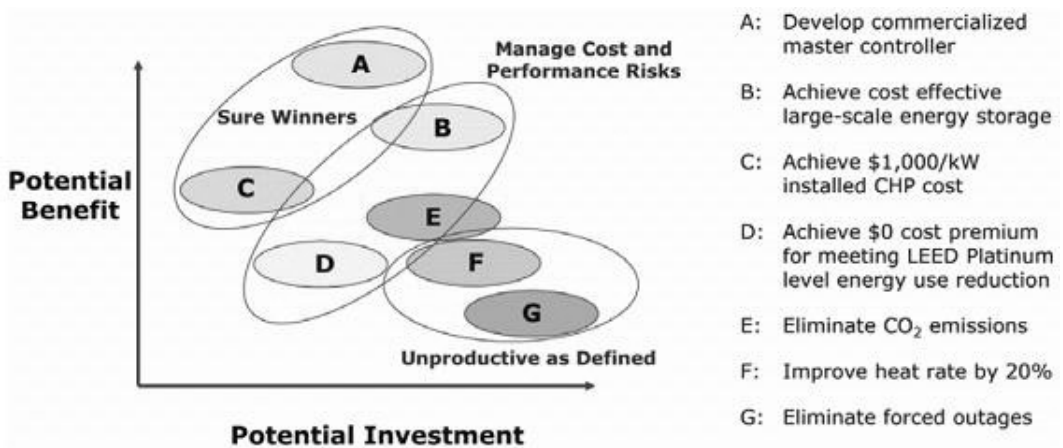 Manage Cost and
Performance Risks
Sure Winners
Potential
Benefit
A
B
C
E
D
F
G
Unproductive as Defined
Potential Investment
A: Develop commercialized
master controller
B: Achieve cost effective
large-scale energy storage
C: Achieve $1,000/kW
installed CHP cost
D: Achieve $0 cost premium
for meeting LEED Platinum
level energy use reduction
E: Eliminate CO₂ emissions
F: Improve heat rate by 20%
G: Eliminate forced outages